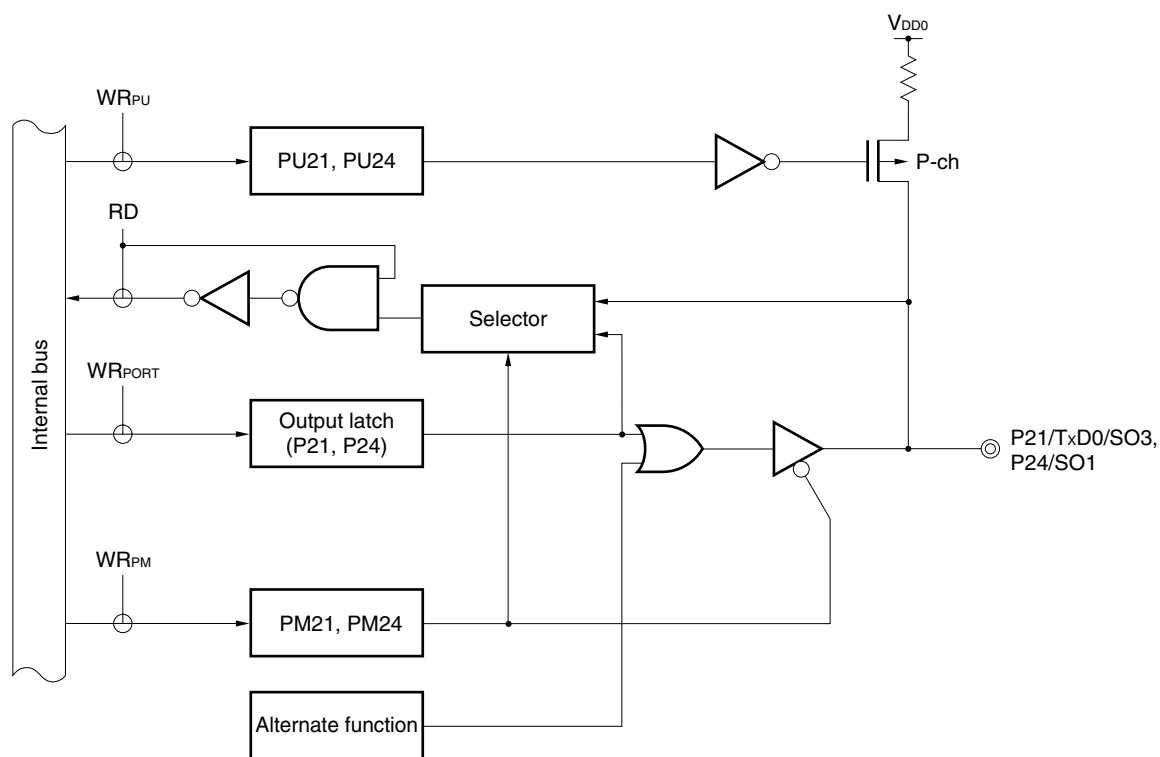 VDD0
WRPU
PU21, PU24
P-ch
RD
Selector
Internal bus
WRPORT
Output latch
(P21, P24)
P21/TxD0/SO3,
P24/SO1
WRPM
PM21, PM24
Alternate function